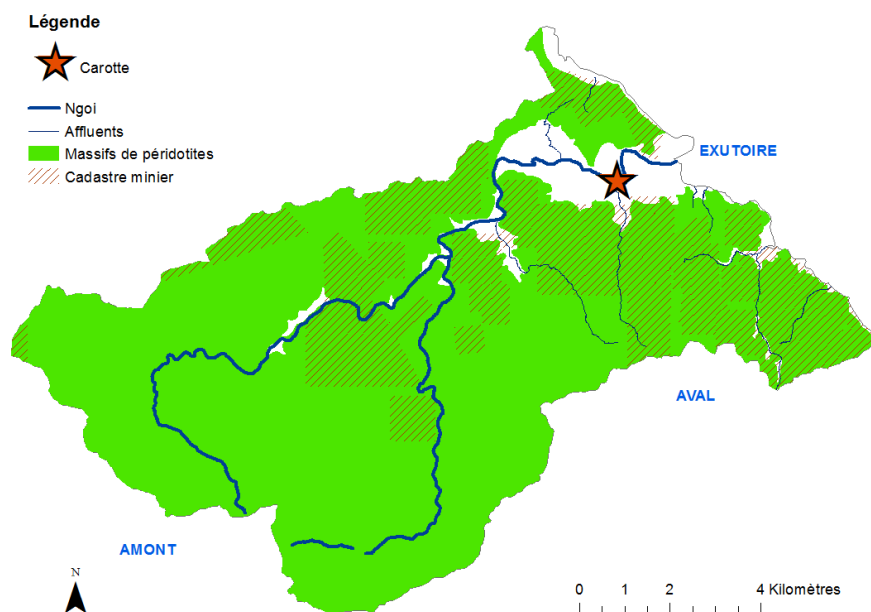 Légende
Carotte
Ngoi
Affluents
Massifs de péridotites
Cadastre minier
EXUTOIRE
AVAL
AMONT
N
0 1 2 4 Kilomètres